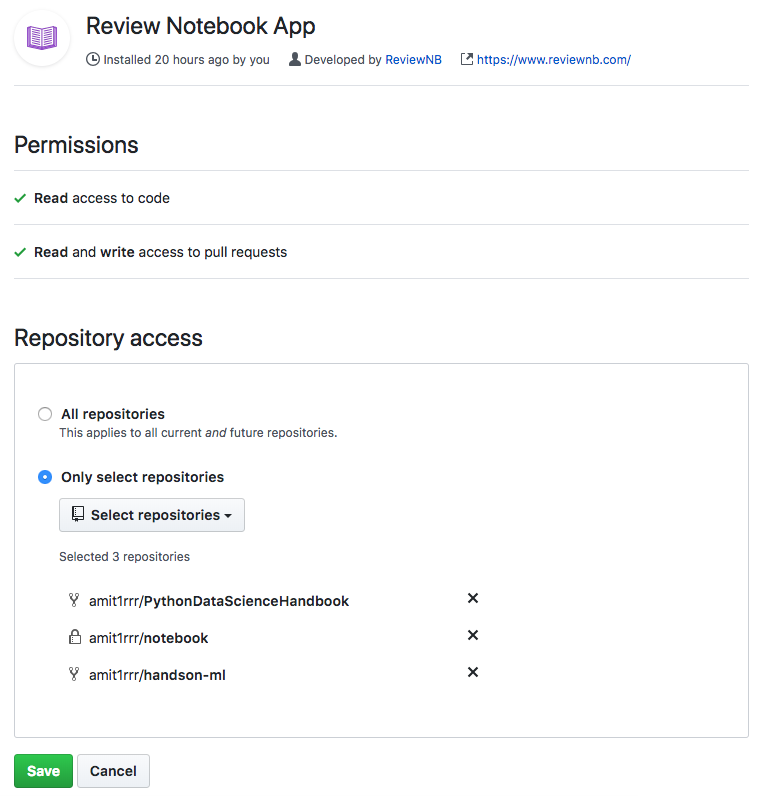 Review Notebook App
Installed 20 hours ago by you Developed by ReviewNB https://www.reviewnb.com/
Permissions
Read access to code
Read and write access to pull requests
Repository access
All repositories
This applies to all current and future repositories.
Only select repositories
Select repositories
Selected 3 repositories
amit1rrr/PythonDataScienceHandbook
amit1rrr/notebook
amit1rrr/handson-ml
Save Cancel